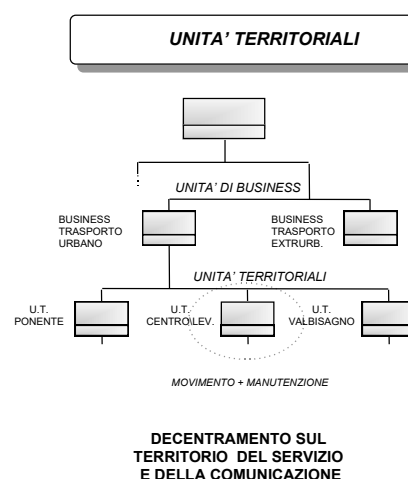 UNITA' TERRITORIALI
UNITA' DI BUSINESS
BUSINESS
TRASPORTO
URBANO
BUSINESS
TRASPORTO
EXTRURB.
UNITA' TERRITORIALI
U.T.
PONENTE
U.T.
CENTRO LEV.
U.T.
VALBISAGNO
MOVIMENTO + MANUTENZIONE
DECENTRAMENTO SUL
TERRITORIO DEL SERVIZIO
E DELLA COMUNICAZIONE